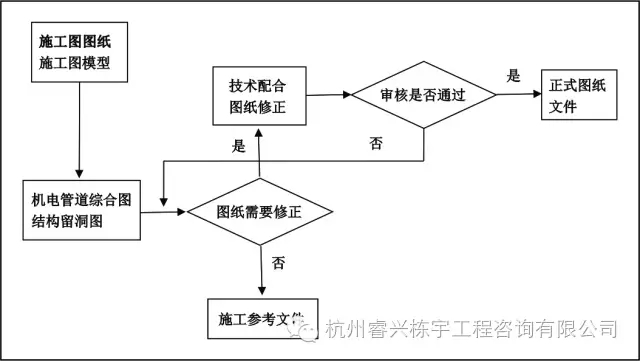 施工图图纸
施工图模型
技术配合
图纸修正
审核是否通过
是
正式图纸
文件
是
否
机电管道综合图
结构留洞图
图纸需要修正
否
施工参考文件
杭州睿兴栋宇工程咨询有限公司